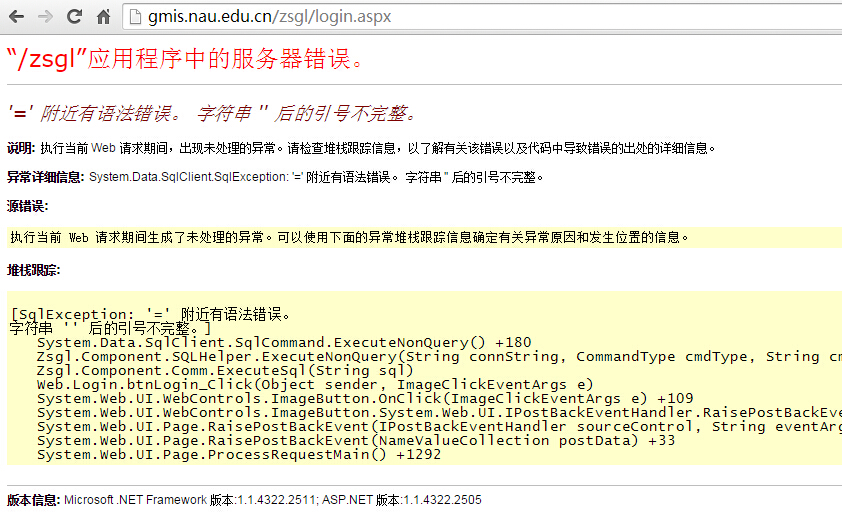 gmis.nau.edu.cn/zsgl/login.aspx
“/zsgl”应用程序中的服务器错误。
'=' 附近有语法错误。 字符串 '' 后的引号不完整。
说明: 执行当前 Web 请求期间，出现未处理的异常。请检查堆栈跟踪信息，以了解有关该错误以及代码中导致错误的出处的详细信息。
异常详细信息: System.Data.SqlClient.SqlException: '=' 附近有语法错误。 字符串 '' 后的引号不完整。
源错误:
执行当前 Web 请求期间生成了未处理的异常。可以使用下面的异常堆栈跟踪信息确定有关异常原因和发生位置的信息。
堆栈跟踪:
[SqlException: '=' 附近有语法错误。
字符串 '' 后的引号不完整。]
System.Data.SqlClient.SqlCommand.ExecuteNonQuery() +180
Zsgl.Component.SQLHelper.ExecuteNonQuery(String connString, CommandType cmdType, String cm
Zsgl.Component.Comm.ExecuteSql(String sql)
Web.Login.btnLogin_Click(Object sender, ImageClickEventArgs e)
System.Web.UI.WebControls.ImageButton.OnClick(ImageClickEventArgs e) +109
System.Web.UI.WebControls.ImageButton.System.Web.UI.IPostBackEventHandler.RaisePostBackEve
System.Web.UI.Page.RaisePostBackEvent(IPostBackEventHandler sourceControl, String eventArg
System.Web.UI.Page.RaisePostBackEvent(NameValueCollection postData) +33
System.Web.UI.Page.ProcessRequestMain() +1292
版本信息: Microsoft .NET Framework 版本:1.1.4322.2511; ASP.NET 版本:1.1.4322.2505